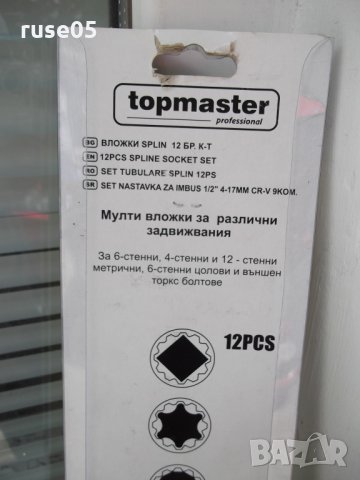 ruse05
topmaster
professional
BG ВЛОЖКИ SPLIN 12 БР. К-Т
EN 12PCS SPLINE SOCKET SET
RO SET TUBULARE SPLIN 12PS
SR SET NASTAVKA ZA IMBUS 1/2" 4-17MM CR-V 9KOM.
Мулти вложки за различни
задвижвания
За 6-стенни, 4-стенни и 12 - стенни
метрични, 6-стенни цолови и външен
торкс болтове
12PCS
BAZAR